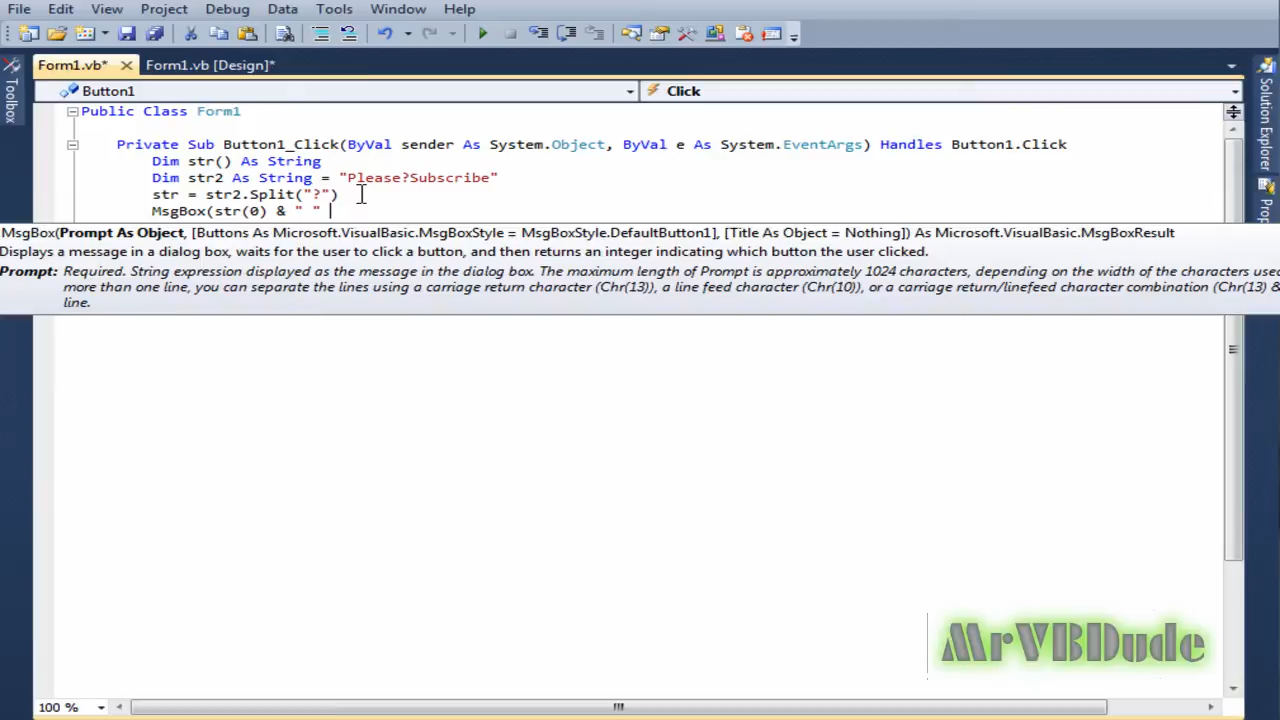 File Edit View Project Debug Data Tools Window Help
Form1.vb* Form1.vb [Design]*
Toolbox
Solution Explorer
Prop
Button1 Click
Public Class Form1
Private Sub Button1_Click(ByVal sender As System.Object, ByVal e As System.EventArgs) Handles Button1.Click
Dim str() As String
Dim str2 As String = "Please?Subscribe"
str = str2.Split("?")
MsgBox(str(0) & " "
MsgBox(Prompt As Object, [Buttons As Microsoft.VisualBasic.MsgBoxStyle = MsgBoxStyle.DefaultButton1], [Title As Object = Nothing]) As Microsoft.VisualBasic.MsgBoxResult
Displays a message in a dialog box, waits for the user to click a button, and then returns an integer indicating which button the user clicked.
Prompt: Required. String expression displayed as the message in the dialog box. The maximum length of Prompt is approximately 1024 characters, depending on the width of the characters used
more than one line, you can separate the lines using a carriage return character (Chr(13)), a line feed character (Chr(10)), or a carriage return/linefeed character combination (Chr(13) &
line.
MrVBDude
100 %